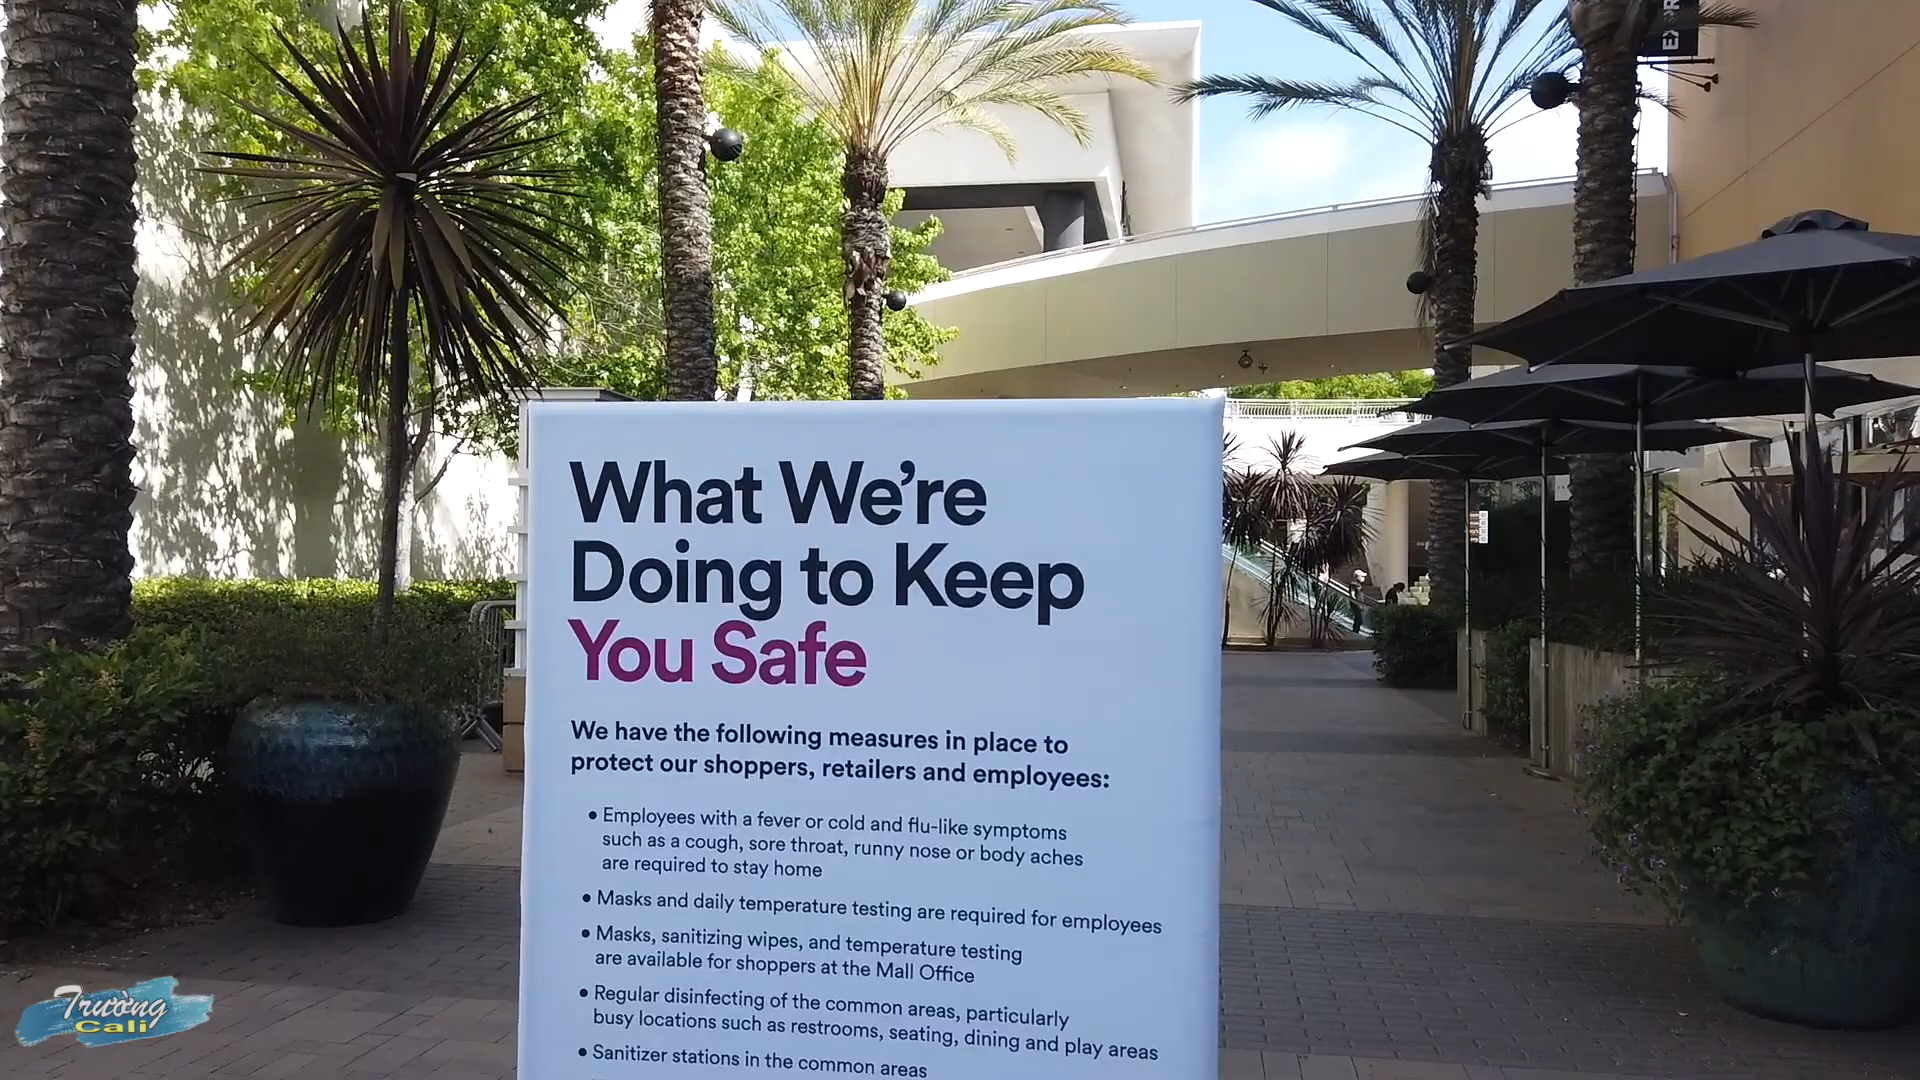 What We're
Doing to Keep
You Safe
We have the following measures in place to
protect our shoppers, retailers and employees:
• Employees with a fever or cold and flu-like symptoms
such as a cough, sore throat, runny nose or body aches
are required to stay home
• Masks and daily temperature testing are required for employees
• Masks, sanitizing wipes, and temperature testing
are available for shoppers at the Mall Office
• Regular disinfecting of the common areas, particularly
busy locations such as restrooms, seating, dining and play areas
• Sanitizer stations in the common areas
Trường
Cali